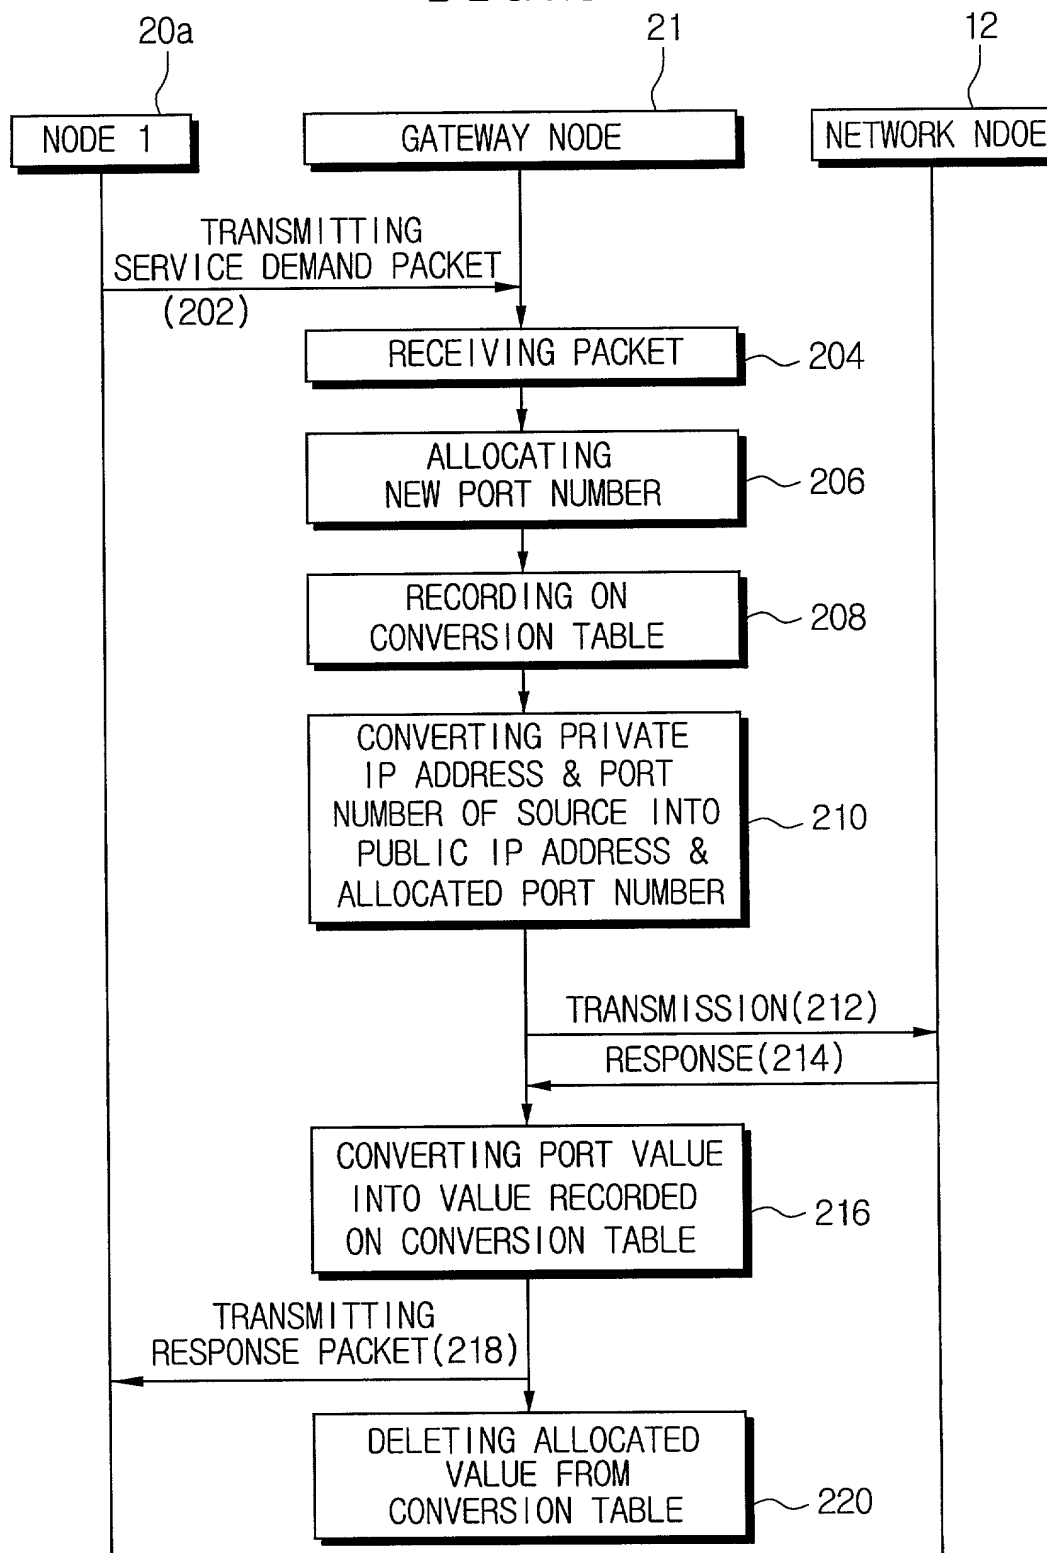 20a
21
12
NODE 1
GATEWAY NODE
NETWORK NDOE
TRANSMITTING
SERVICE DEMAND PACKET
(202)
RECEIVING PACKET
204
ALLOCATING
NEW PORT NUMBER
206
RECORDING ON
CONVERSION TABLE
208
CONVERTING PRIVATE
IP ADDRESS & PORT
NUMBER OF SOURCE INTO
PUBLIC IP ADDRESS &
ALLOCATED PORT NUMBER
210
TRANSMISSION(212)
RESPONSE(214)
CONVERTING PORT VALUE
INTO VALUE RECORDED
ON CONVERSION TABLE
216
TRANSMITTING
RESPONSE PACKET(218)
DELETING ALLOCATED
VALUE FROM
CONVERSION TABLE
220